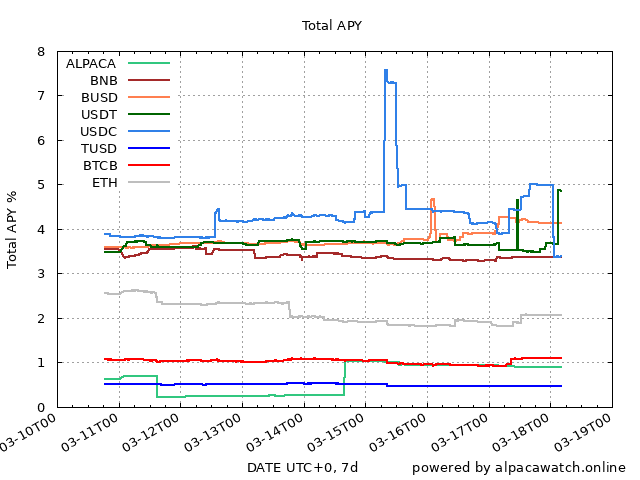 Total APY
Total APY %
8
7
6
5
4
3
2
1
0
ALPACA
BNB
BUSD
USDT
USDC
TUSD
BTCB
ETH
03-10T00
03-11T00
03-12T00
03-13T00
03-14T00
03-15T00
03-16T00
03-17T00
03-18T00
03-19T00
DATE UTC+0, 7d
powered by alpacawatch.online